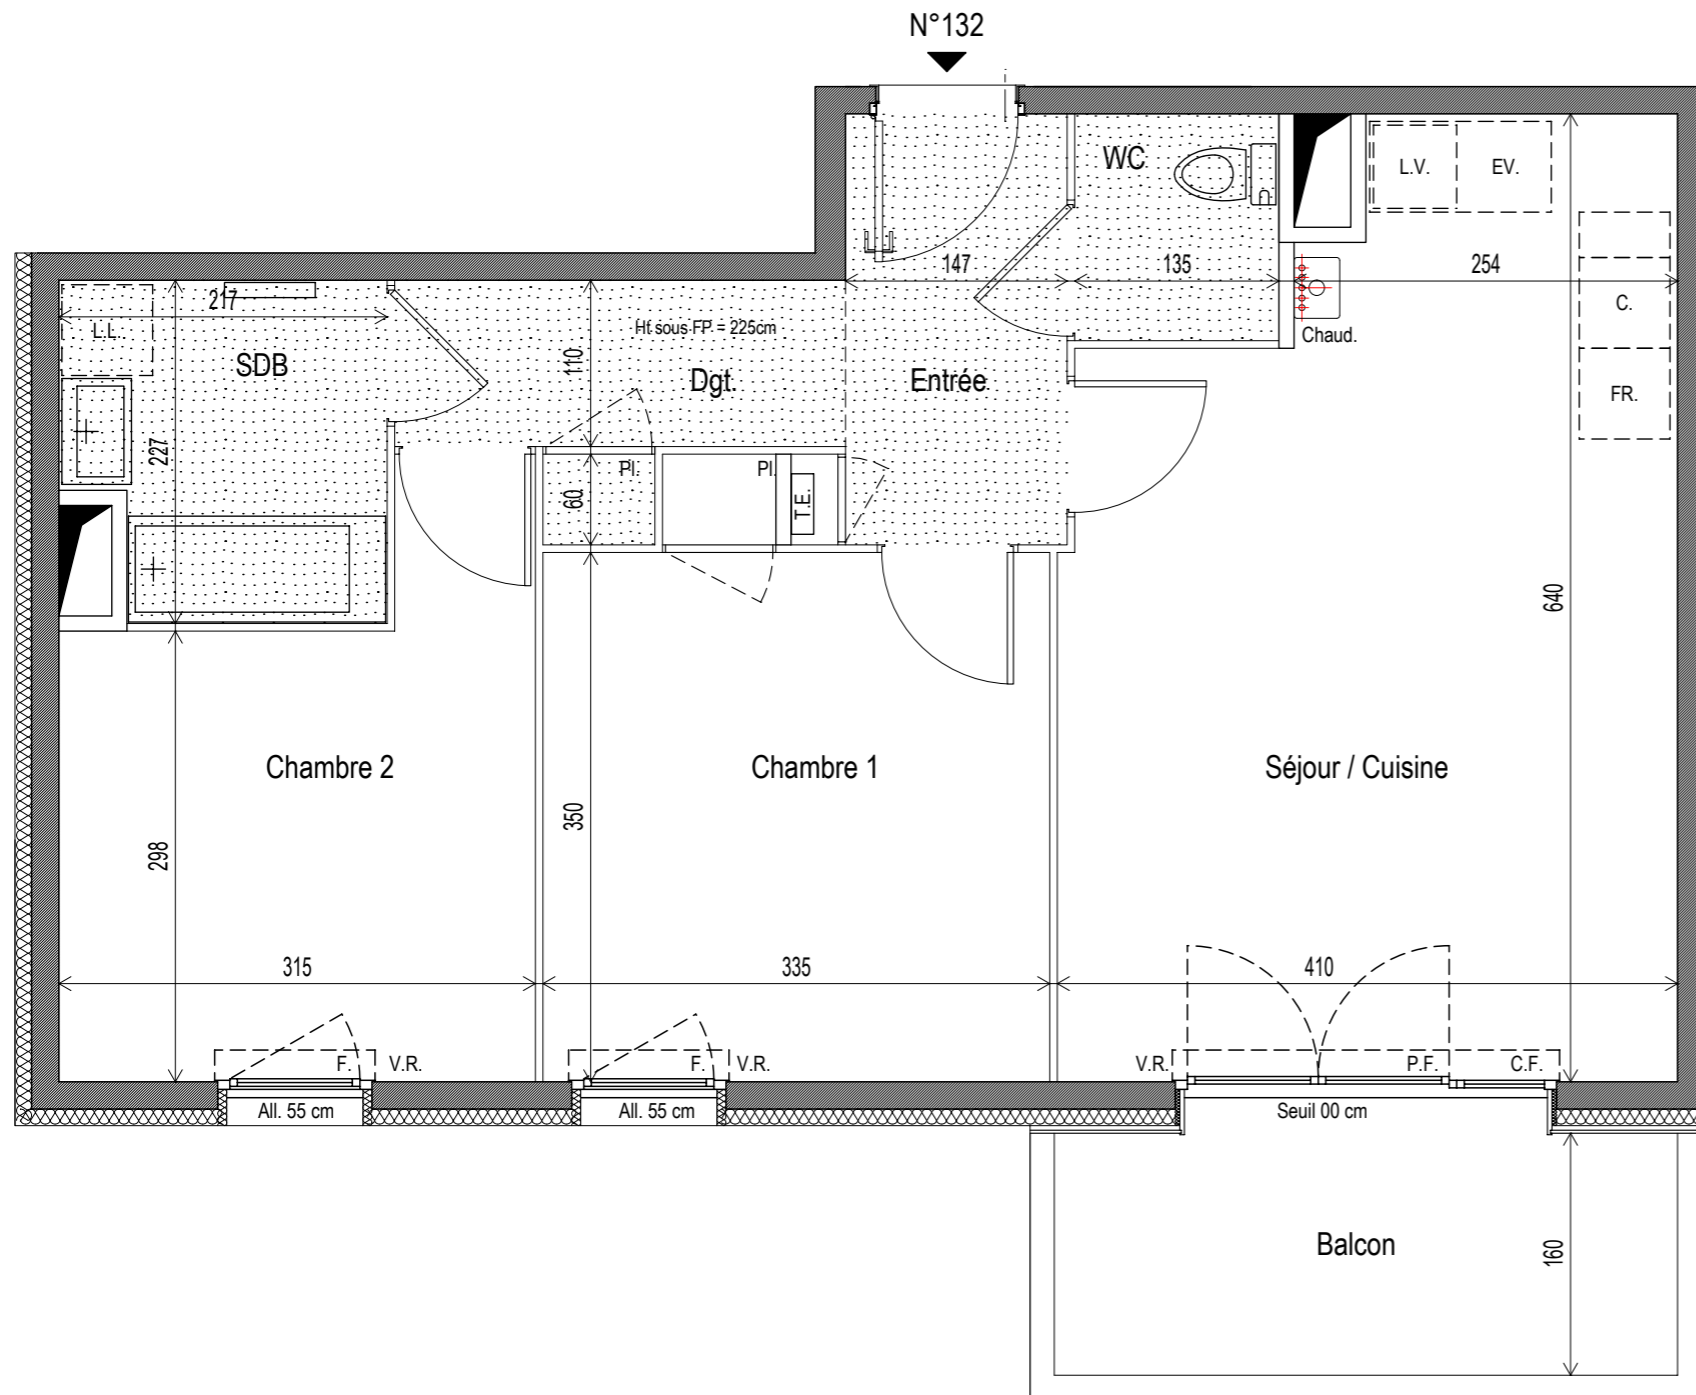 N°132
WC
L.V.
EV.
147
135
254
217
L.L.
Ht sous FP = 225cm
C.
Chaud.
SDB
110
Dgt.
Entrée
FR.
227
Pl.
Pl.
60
T.E.
640
Chambre 2
Chambre 1
Séjour / Cuisine
298
350
315
335
410
F.
V.R.
F.
V.R.
V.R.
P.F.
C.F.
All. 55 cm
All. 55 cm
Seuil 00 cm
Balcon
160